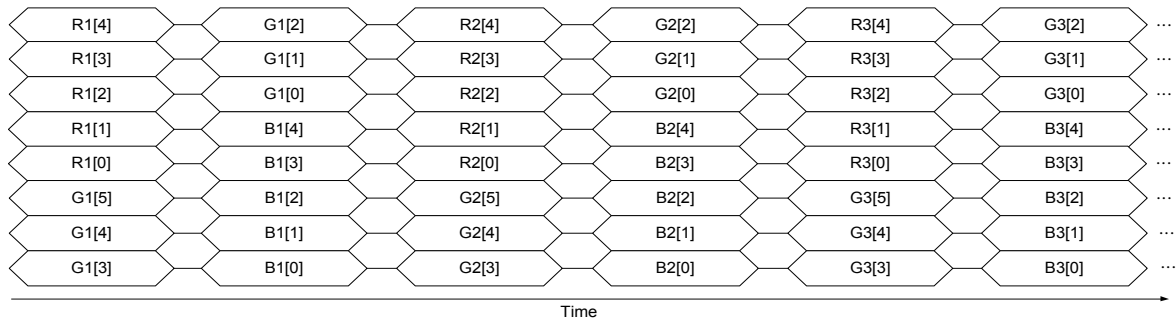 R1[4] G1[2] R2[4] G2[2] R3[4] G3[2] ...
R1[3] G1[1] R2[3] G2[1] R3[3] G3[1] ...
R1[2] G1[0] R2[2] G2[0] R3[2] G3[0] ...
R1[1] B1[4] R2[1] B2[4] R3[1] B3[4] ...
R1[0] B1[3] R2[0] B2[3] R3[0] B3[3] ...
G1[5] B1[2] G2[5] B2[2] G3[5] B3[2] ...
G1[4] B1[1] G2[4] B2[1] G3[4] B3[1] ...
G1[3] B1[0] G2[3] B2[0] G3[3] B3[0] ...
Time